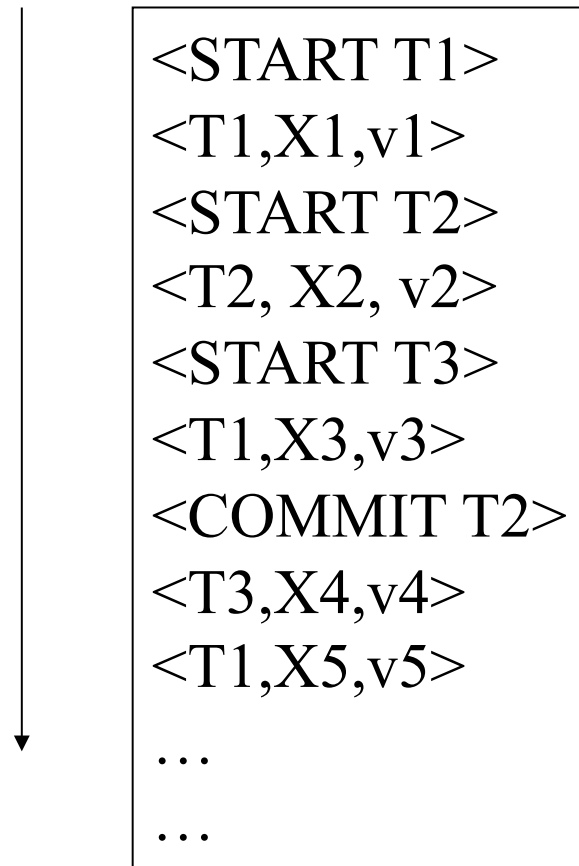 <START T1>
<T1,X1,v1>
<START T2>
<T2, X2, v2>
<START T3>
<T1,X3,v3>
<COMMIT T2>
<T3,X4,v4>
<T1,X5,v5>
…
…